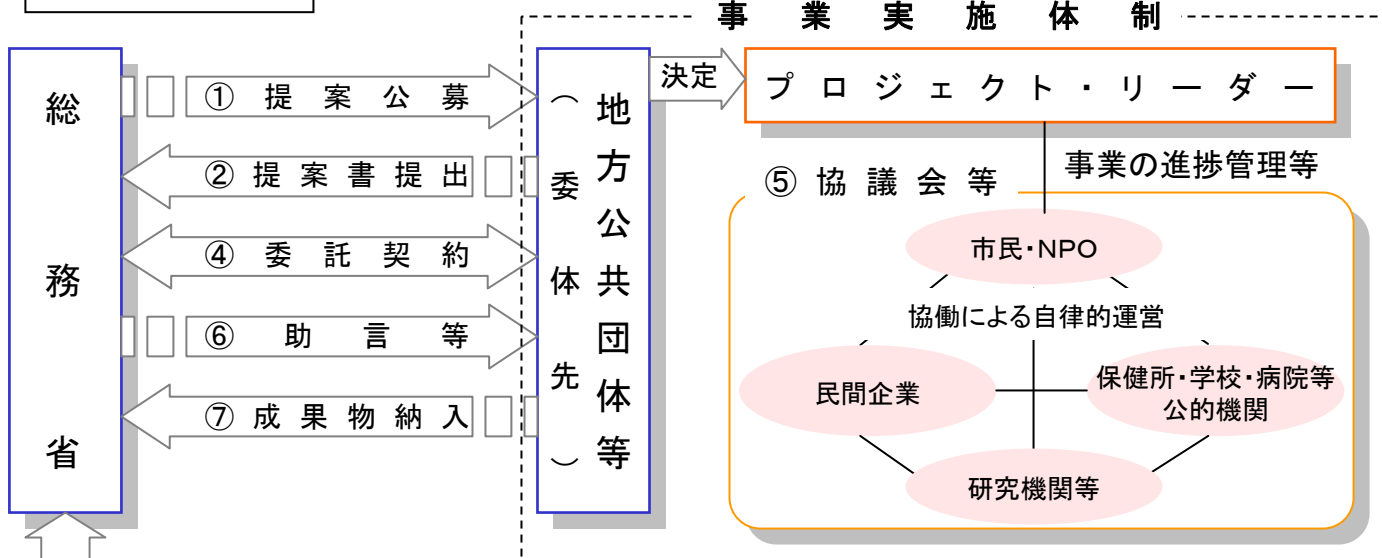 事業実施体制
総務省
① 提案公募
② 提案書提出
④ 委託契約
⑥ 助言等
⑦ 成果物納入
地方公共団体等
（委体先）
決定
プロジェクト・リーダー
事業の進捗管理等
⑤ 協議会等
市民・NPO
協働による自律的運営
民間企業
保健所・学校・病院等
公的機関
研究機関等